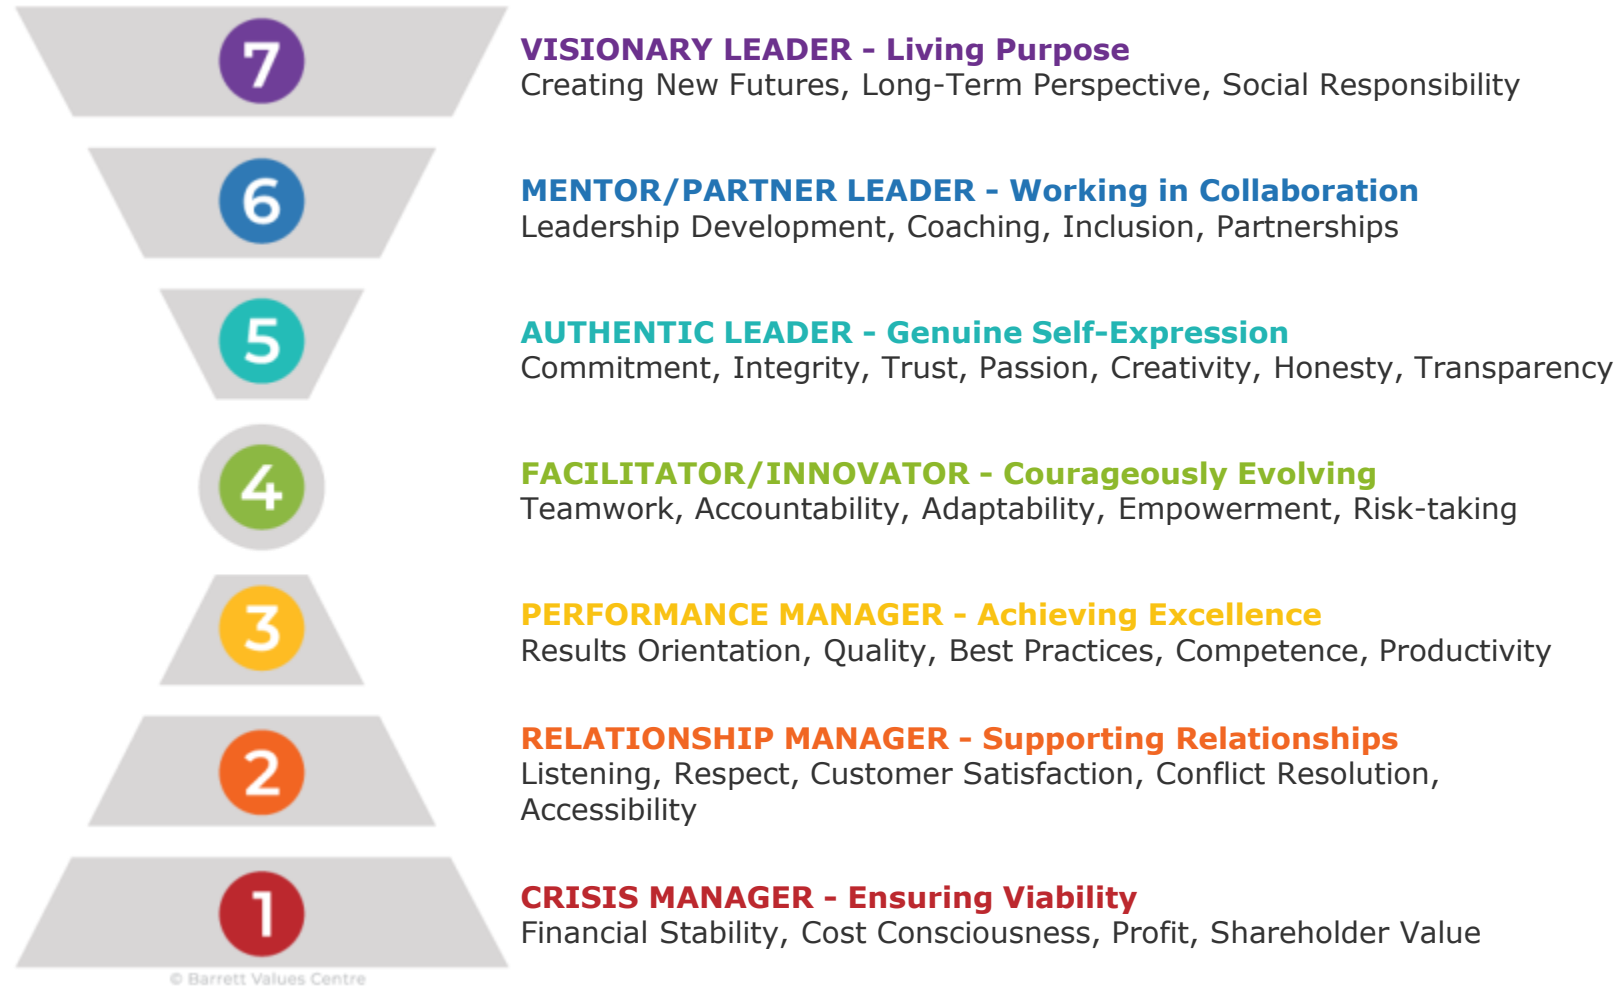 7
VISIONARY LEADER - Living Purpose
Creating New Futures, Long-Term Perspective, Social Responsibility
6
MENTOR/PARTNER LEADER - Working in Collaboration
Leadership Development, Coaching, Inclusion, Partnerships
5
AUTHENTIC LEADER - Genuine Self-Expression
Commitment, Integrity, Trust, Passion, Creativity, Honesty, Transparency
4
FACILITATOR/INNOVATOR - Courageously Evolving
Teamwork, Accountability, Adaptability, Empowerment, Risk-taking
3
PERFORMANCE MANAGER - Achieving Excellence
Results Orientation, Quality, Best Practices, Competence, Productivity
2
RELATIONSHIP MANAGER - Supporting Relationships
Listening, Respect, Customer Satisfaction, Conflict Resolution,
Accessibility
1
CRISIS MANAGER - Ensuring Viability
Financial Stability, Cost Consciousness, Profit, Shareholder Value
© Barrett Values Centre